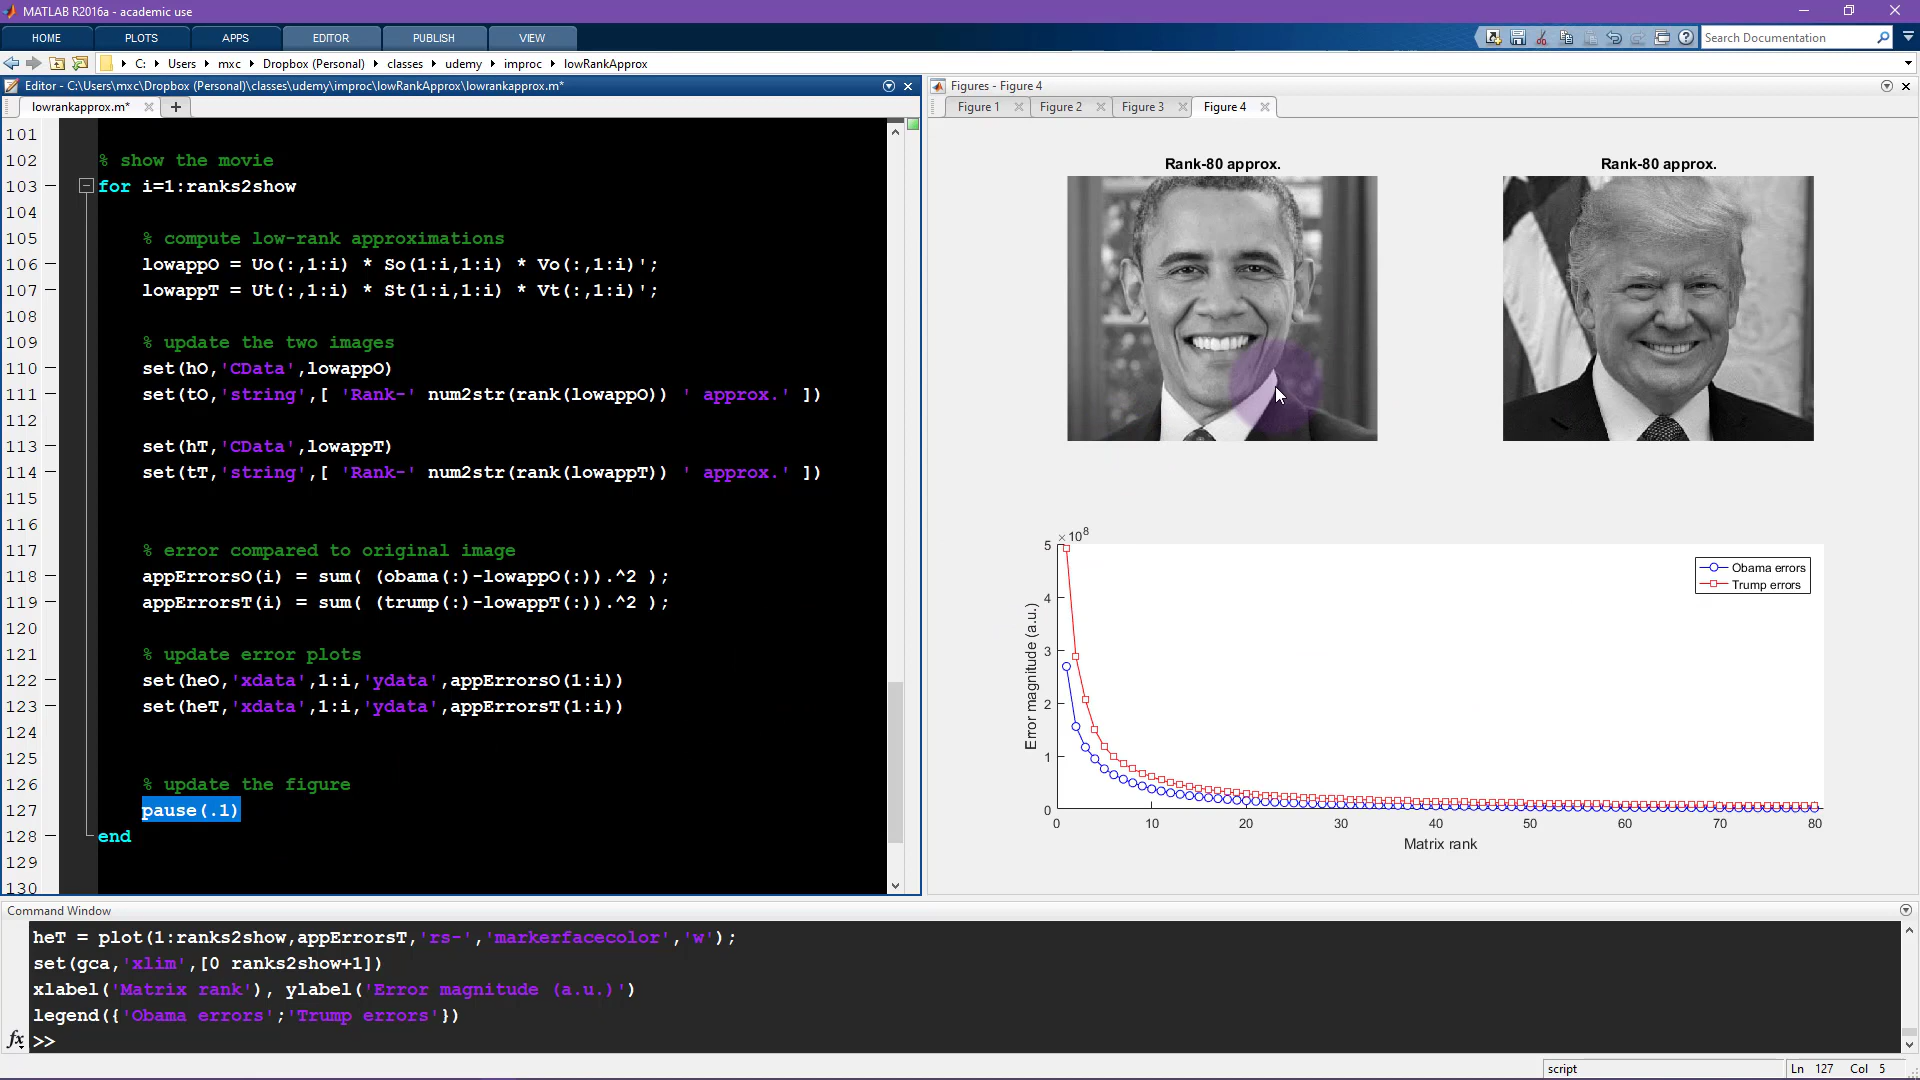 MATLAB R2016a - academic use
HOME PLOTS APPS EDITOR PUBLISH VIEW
Search Documentation
C: Users mxc Dropbox (Personal) classes udemy improc lowRankApprox
Editor - C:\Users\mxc\Dropbox (Personal)\classes\udemy\improc\lowRankApprox\lowrankapprox.m*
lowrankapprox.m*
101
102 % show the movie
103 for i=1:ranks2show
104
105 % compute low-rank approximations
106 lowappO = Uo(:,1:i) * So(1:i,1:i) * Vo(:,1:i)';
107 lowappT = Ut(:,1:i) * St(1:i,1:i) * Vt(:,1:i)';
108
109 % update the two images
110 set(hO,'CData',lowappO)
111 set(tO,'string',[ 'Rank-' num2str(rank(lowappO)) ' approx.' ])
112
113 set(hT,'CData',lowappT)
114 set(tT,'string',[ 'Rank-' num2str(rank(lowappT)) ' approx.' ])
115
116
117 % error compared to original image
118 appErrorsO(i) = sum( (obama(:)-lowappO(:)).^2 );
119 appErrorsT(i) = sum( (trump(:)-lowappT(:)).^2 );
120
121 % update error plots
122 set(heO,'xdata',1:i,'ydata',appErrorsO(1:i))
123 set(heT,'xdata',1:i,'ydata',appErrorsT(1:i))
124
125
126 % update the figure
127 pause(.1)
128 end
129
130
Figures - Figure 4
Figure 1 Figure 2 Figure 3 Figure 4
Rank-80 approx.
Rank-80 approx.
×10^8
5
4
3
2
1
0
Error magnitude (a.u.)
Obama errors
Trump errors
0 10 20 30 40 50 60 70 80
Matrix rank
Command Window
heT = plot(1:ranks2show,appErrorsT,'rs-','markerfacecolor','w');
set(gca,'xlim',[0 ranks2show+1])
xlabel('Matrix rank'), ylabel('Error magnitude (a.u.)')
legend({'Obama errors';'Trump errors'})
fx >>
script Ln 127 Col 5